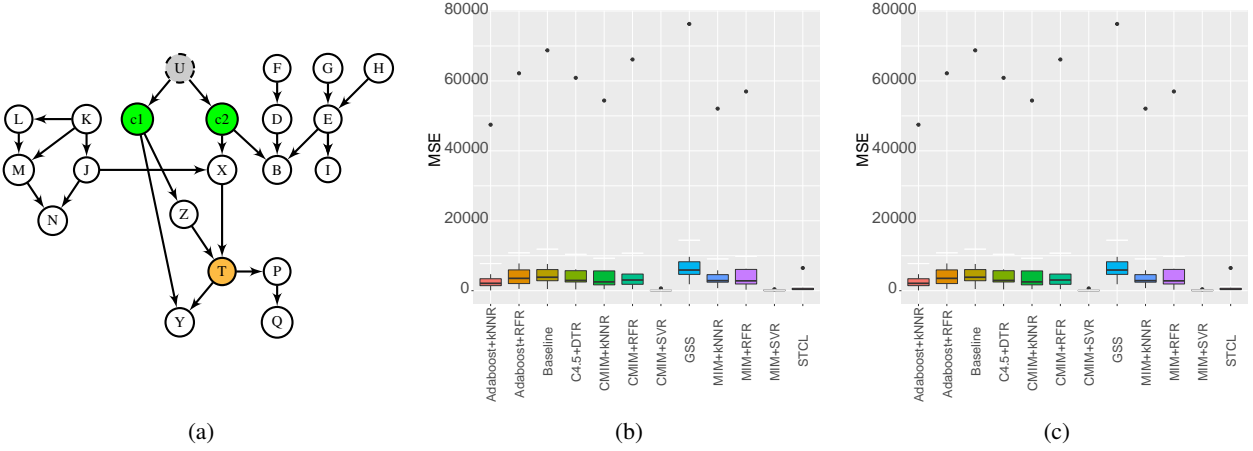 U
F
G
H
L
K
c1
c2
D
E
M
J
X
B
I
N
Z
T
P
Y
Q
(a)
80000
60000
40000
20000
0
MSE
Adaboost+kNNR
Adaboost+RFR
Baseline
C4.5+DTR
CMIM+kNNR
CMIM+RFR
CMIM+SVR
GSS
MIM+kNNR
MIM+RFR
MIM+SVR
STCL
(b)
80000
60000
40000
20000
0
MSE
Adaboost+kNNR
Adaboost+RFR
Baseline
C4.5+DTR
CMIM+kNNR
CMIM+RFR
CMIM+SVR
GSS
MIM+kNNR
MIM+RFR
MIM+SVR
STCL
(c)